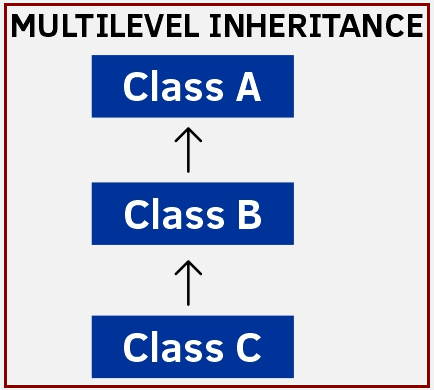 MULTILEVEL INHERITANCE
Class A
Class B
Class C